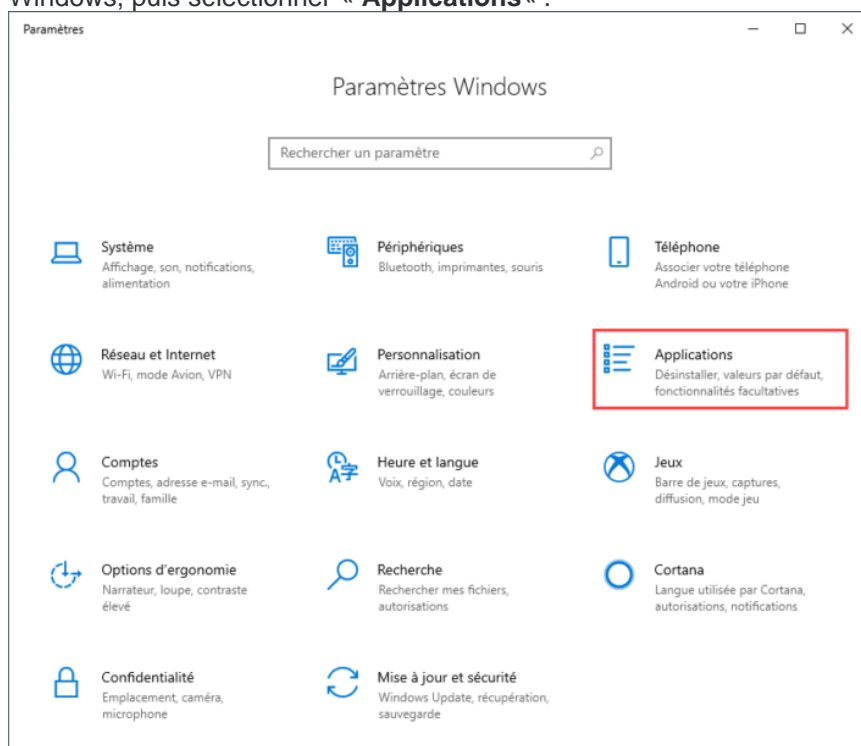 Windows, puis sélectionner « Applications« .
Paramètres
Paramètres Windows
Rechercher un paramètre
Système
Affichage, son, notifications,
alimentation
Périphériques
Bluetooth, imprimantes, souris
Téléphone
Associer votre téléphone
Android ou votre iPhone
Réseau et Internet
Wi-Fi, mode Avion, VPN
Personnalisation
Arrière-plan, écran de
verrouillage, couleurs
Applications
Désinstaller, valeurs par défaut,
fonctionnalités facultatives
Comptes
Comptes, adresse e-mail, sync.,
travail, famille
Heure et langue
Voix, région, date
Jeux
Barre de jeux, captures,
diffusion, mode jeu
Options d'ergonomie
Narrateur, loupe, contraste
élevé
Recherche
Rechercher mes fichiers,
autorisations
Cortana
Langue utilisée par Cortana,
autorisations, notifications
Confidentialité
Emplacement, caméra,
microphone
Mise à jour et sécurité
Windows Update, récupération,
sauvegarde